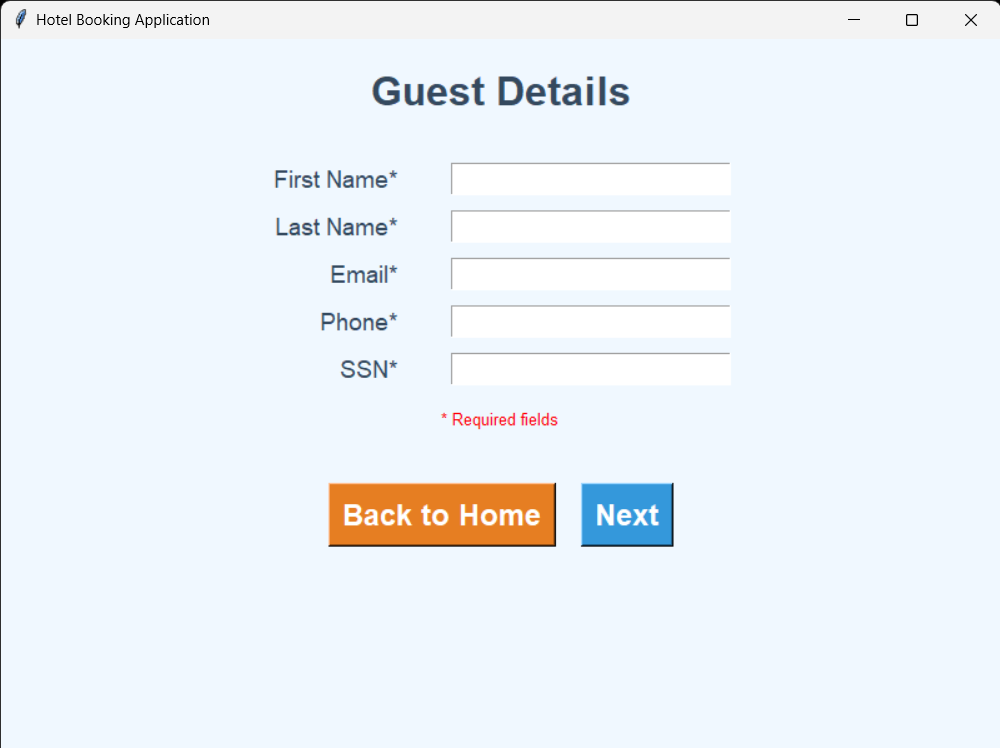 Hotel Booking Application
Guest Details
First Name*
Last Name*
Email*
Phone*
SSN*
* Required fields
Back to Home Next